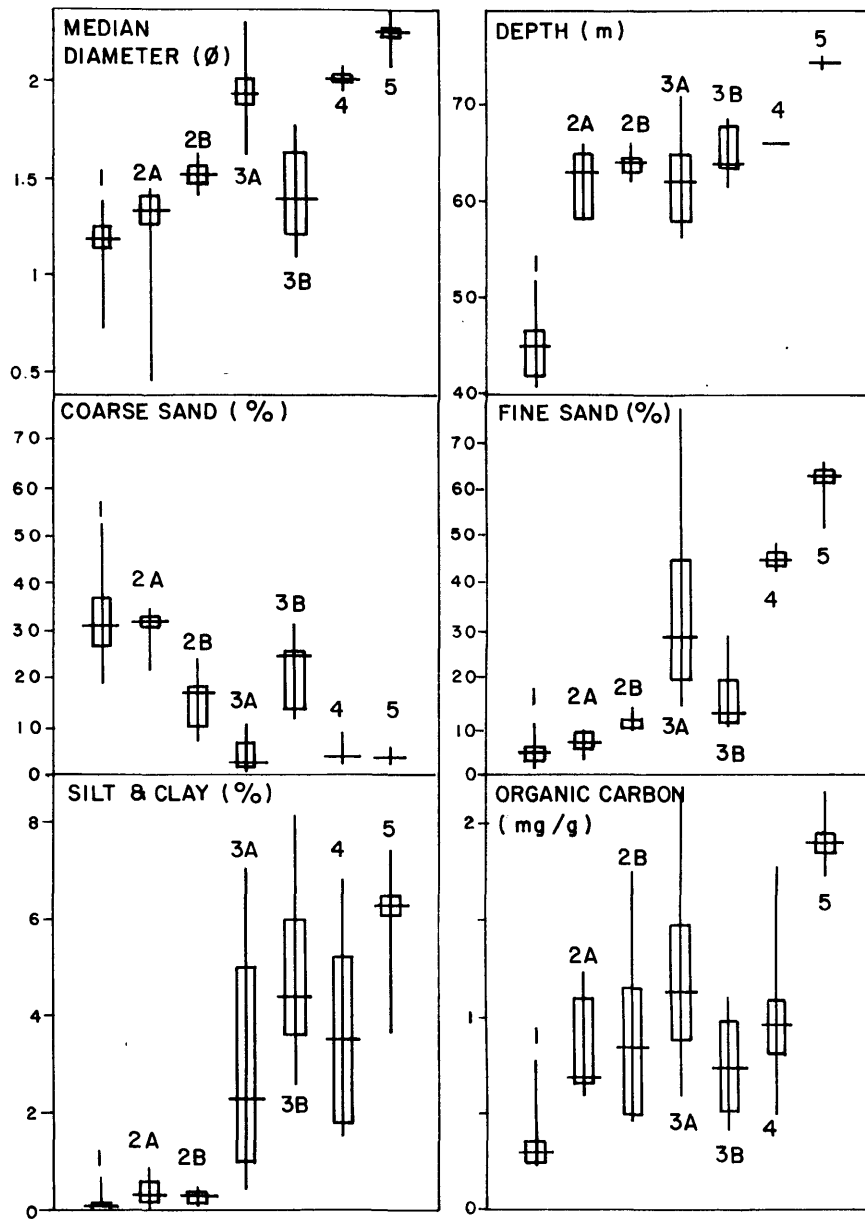 MEDIAN
DIAMETER (Ø)
2
1.5
1
0.5
1
2A
2B
3A
3B
4
5
DEPTH (m)
70
60
50
40
1
2A
2B
3A
3B
4
5
COARSE SAND (%)
70
60
50
40
30
20
10
0
1
2A
2B
3A
3B
4
5
FINE SAND (%)
70
60
50
40
30
20
10
0
1
2A
2B
3A
3B
4
5
SILT & CLAY (%)
8
6
4
2
0
1
2A
2B
3A
3B
4
5
ORGANIC CARBON
(mg/g)
2
1
0
1
2A
2B
3A
3B
4
5